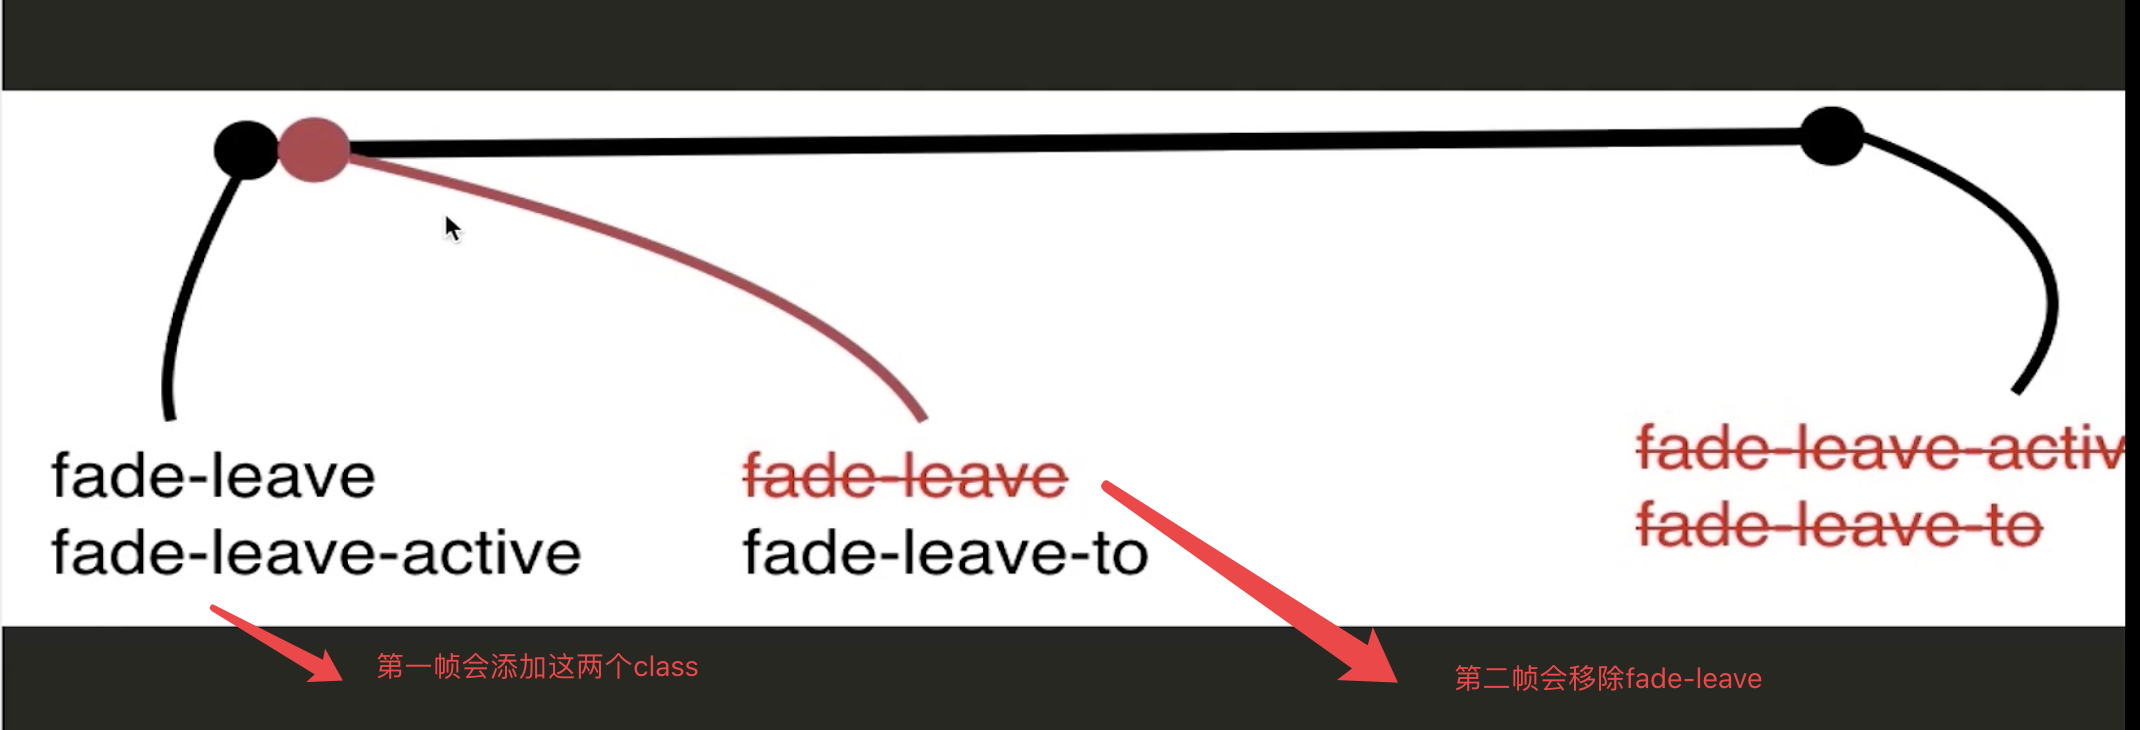 fade-leave
fade-leave-active
fade-leave
fade-leave-to
fade-leave-activ
fade-leave-to
第一帧会添加这两个class
第二帧会移除fade-leave